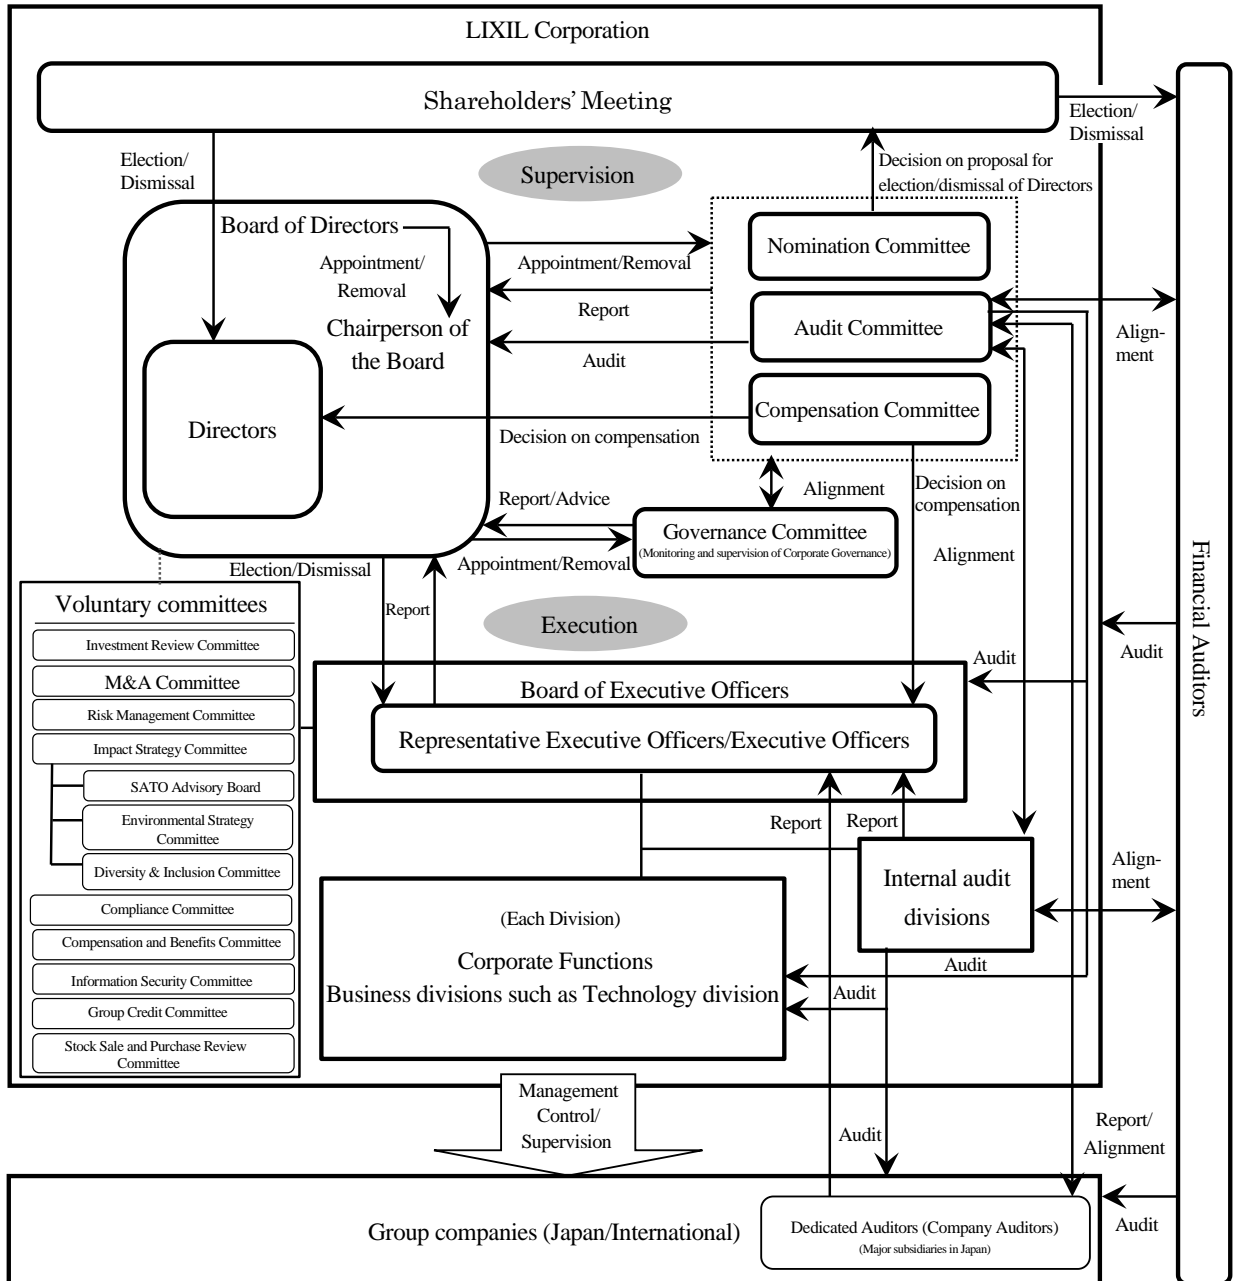 LIXIL Corporation
Shareholders' Meeting
Election/
Dismissal
Election/
Dismissal
Supervision
Decision on proposal for
election/dismissal of Directors
Board of Directors
Appointment/
Removal
Chairperson of
the Board
Directors
Appointment/Removal
Report
Audit
Decision on compensation
Nomination Committee
Audit Committee
Compensation Committee
Align-
ment
Report/Advice
Appointment/Removal
Alignment
Governance Committee
(Monitoring and supervision of Corporate Governance)
Decision on
compensation
Alignment
Financial Auditors
Election/Dismissal
Report
Execution
Audit
Audit
Voluntary committees
Investment Review Committee
M&A Committee
Risk Management Committee
Impact Strategy Committee
SATO Advisory Board
Environmental Strategy
Committee
Diversity & Inclusion Committee
Compliance Committee
Compensation and Benefits Committee
Information Security Committee
Group Credit Committee
Stock Sale and Purchase Review
Committee
Board of Executive Officers
Representative Executive Officers/Executive Officers
Report
Report
Internal audit
divisions
Align-
ment
(Each Division)
Corporate Functions
Business divisions such as Technology division
Audit
Audit
Management
Control/
Supervision
Audit
Report/
Alignment
Group companies (Japan/International)
Dedicated Auditors (Company Auditors)
(Major subsidiaries in Japan)
Audit